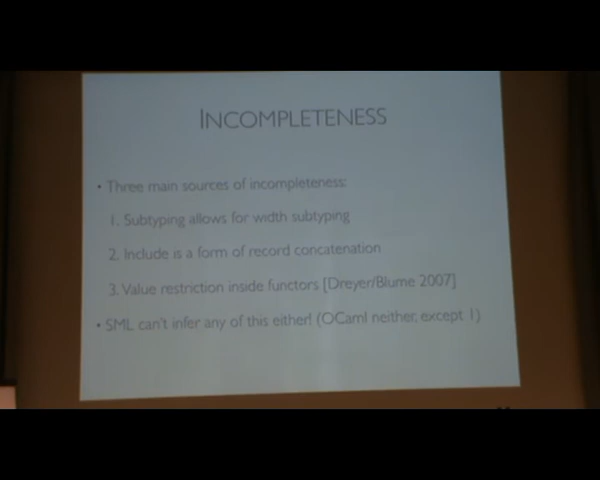 INCOMPLETENESS
• Three main sources of incompleteness:
1. Subtyping allows for width subtyping
2. Include is a form of record concatenation
3. Value restriction inside functors [Dreyer/Blume 2007]
• SML can't infer any of this either! (OCaml neither, except 1)